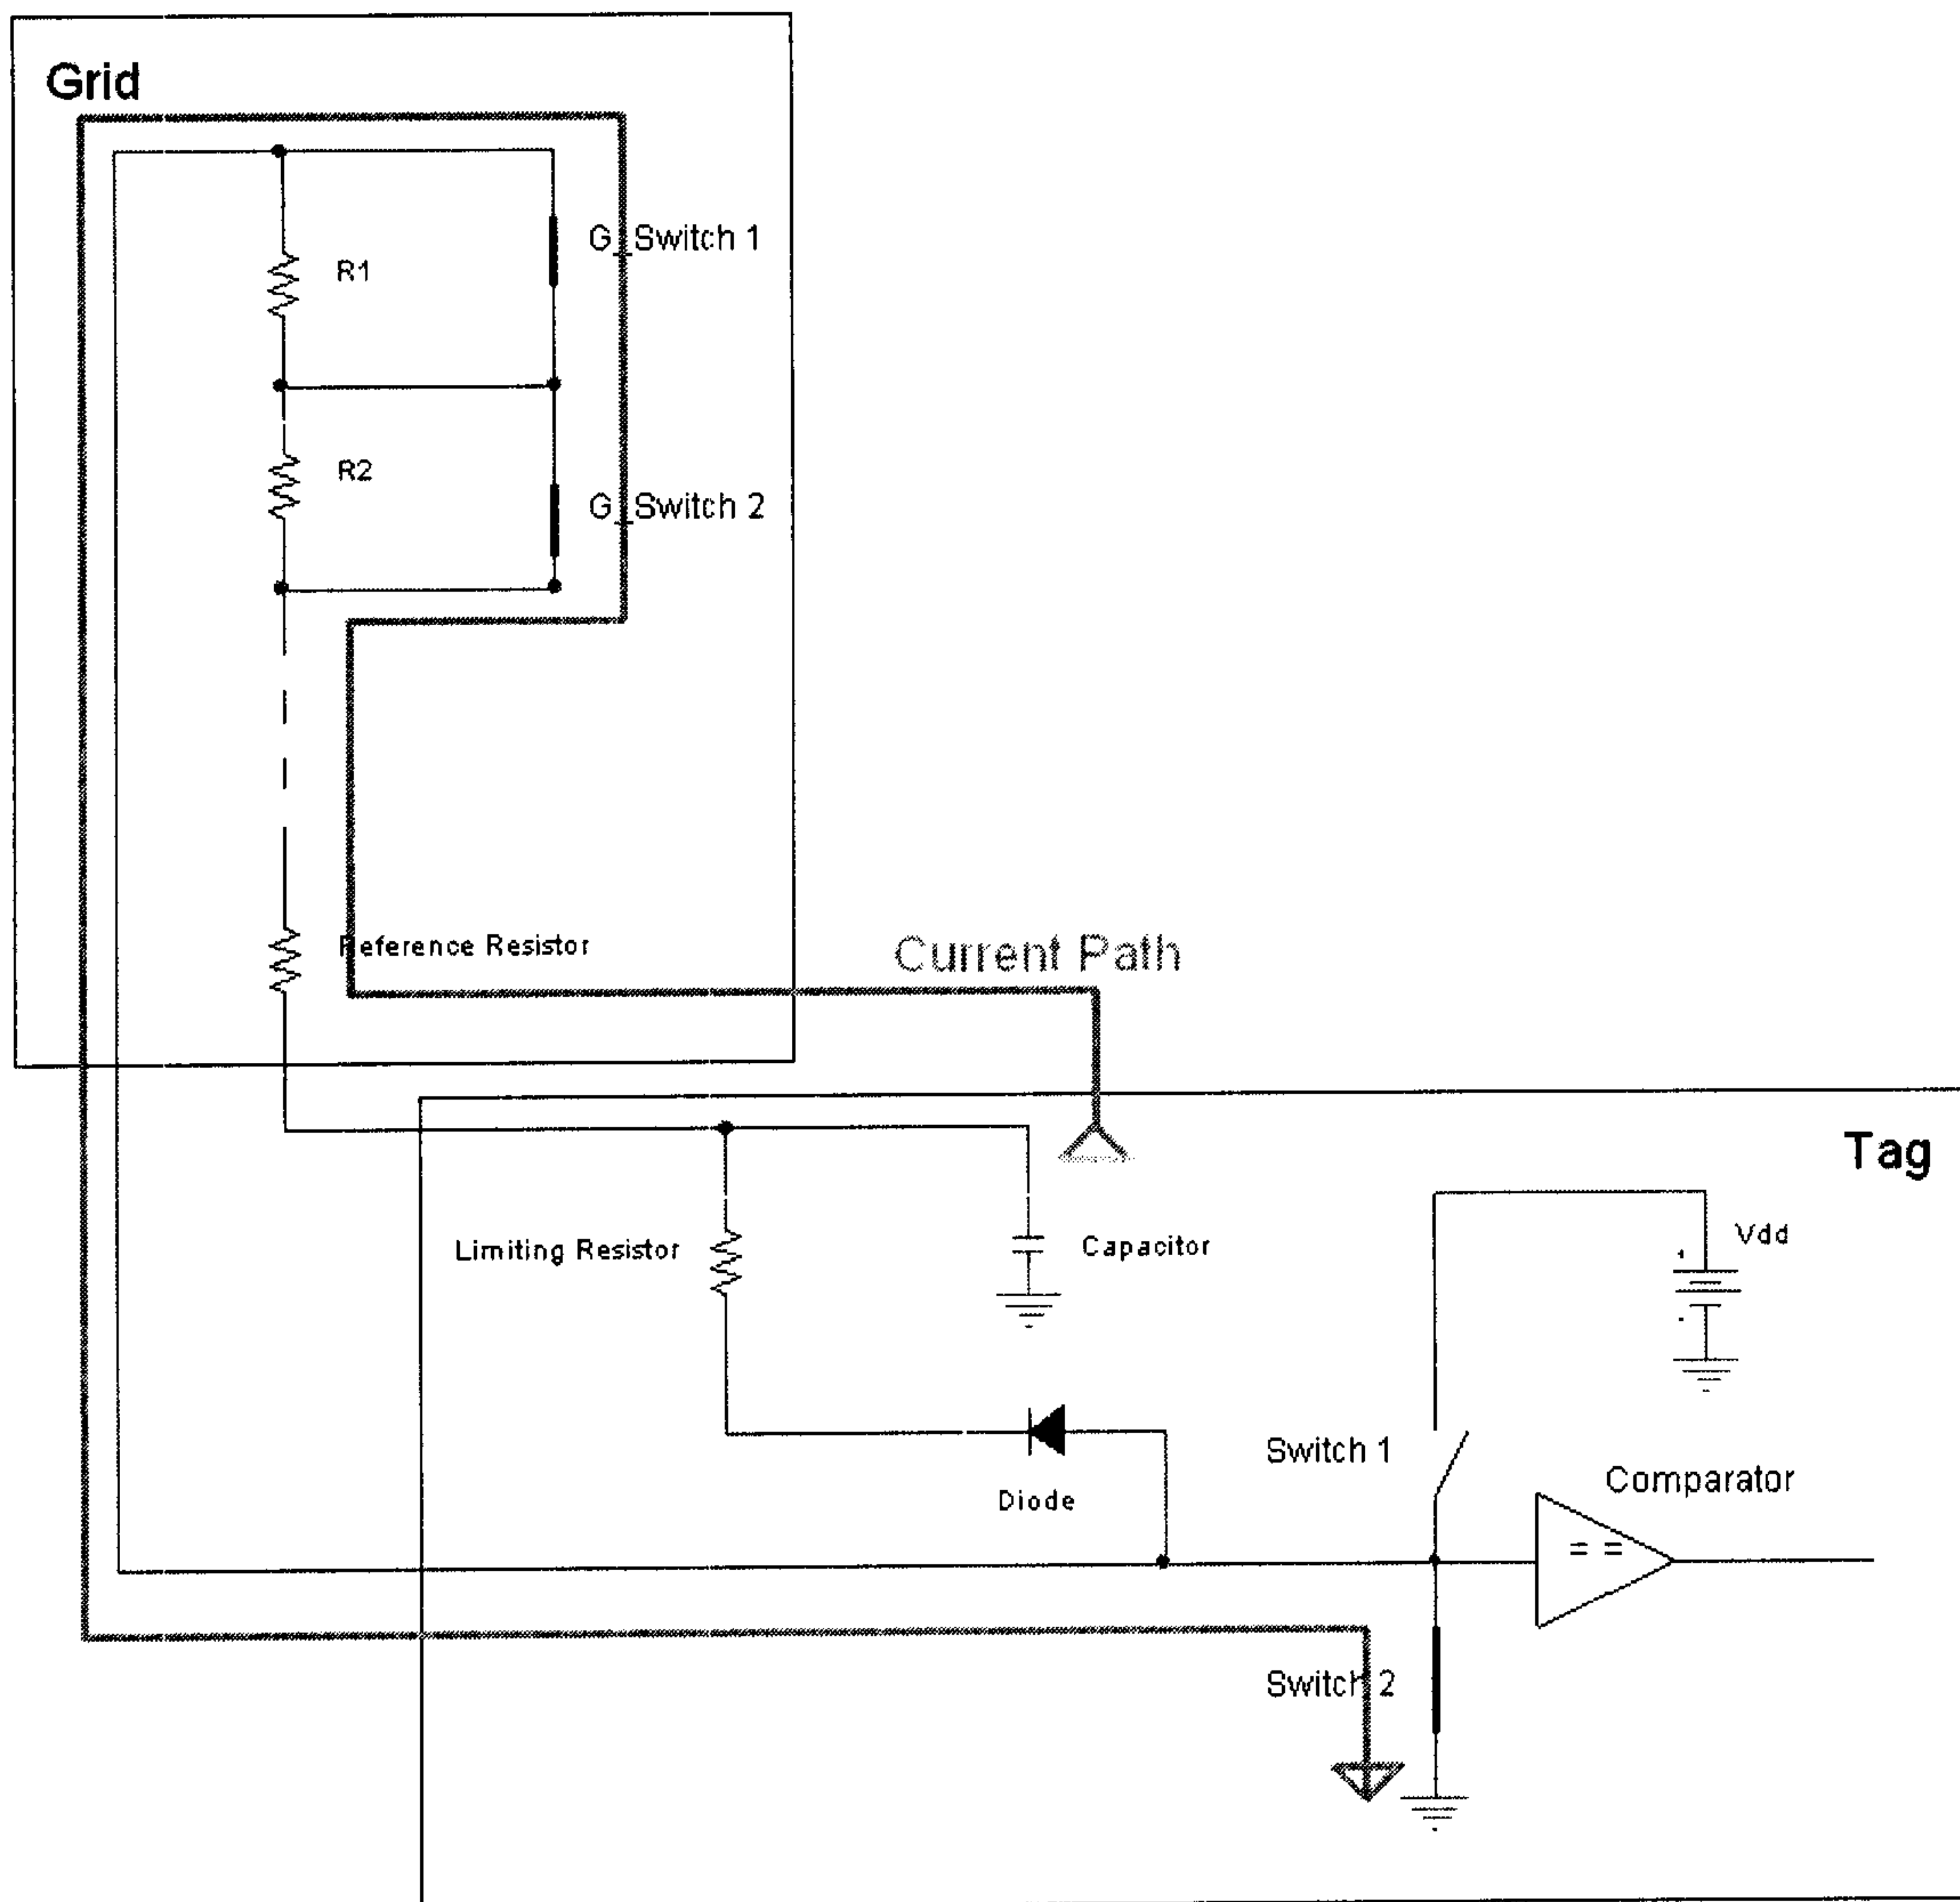 Grid
R1
G_Switch 1
R2
G_Switch 2
Reference Resistor
Current Path
Tag
Limiting Resistor
Capacitor
+
Vdd
-
Switch 1
Diode
Comparator
= =
Switch 2